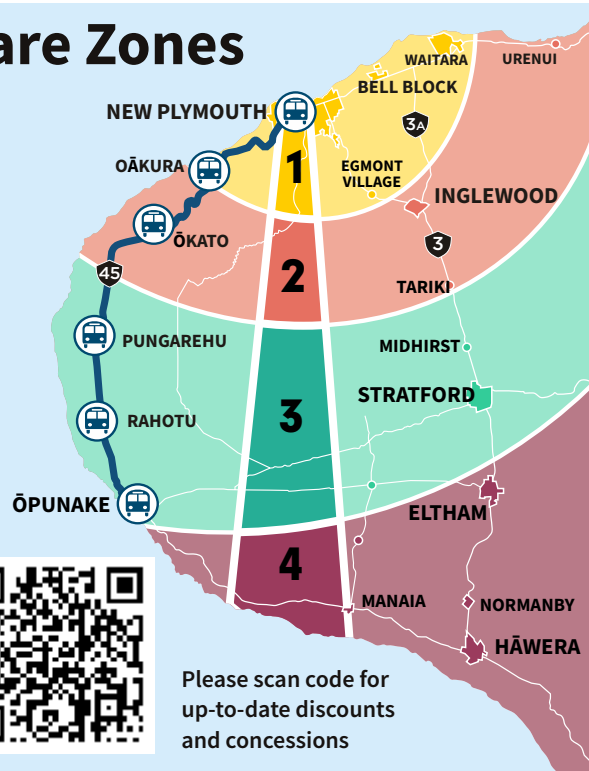 are Zones
WAITARA
URENUI
BELL BLOCK
NEW PLYMOUTH
3A
1
OĀKURA
EGMONT
VILLAGE
INGLEWOOD
ŌKATO
3
45
2
TARIKI
PUNGAREHU
MIDHIRST
STRATFORD
3
RAHOTU
ŌPUNAKE
ELTHAM
4
MANAIA
NORMANBY
HĀWERA
Please scan code for
up-to-date discounts
and concessions